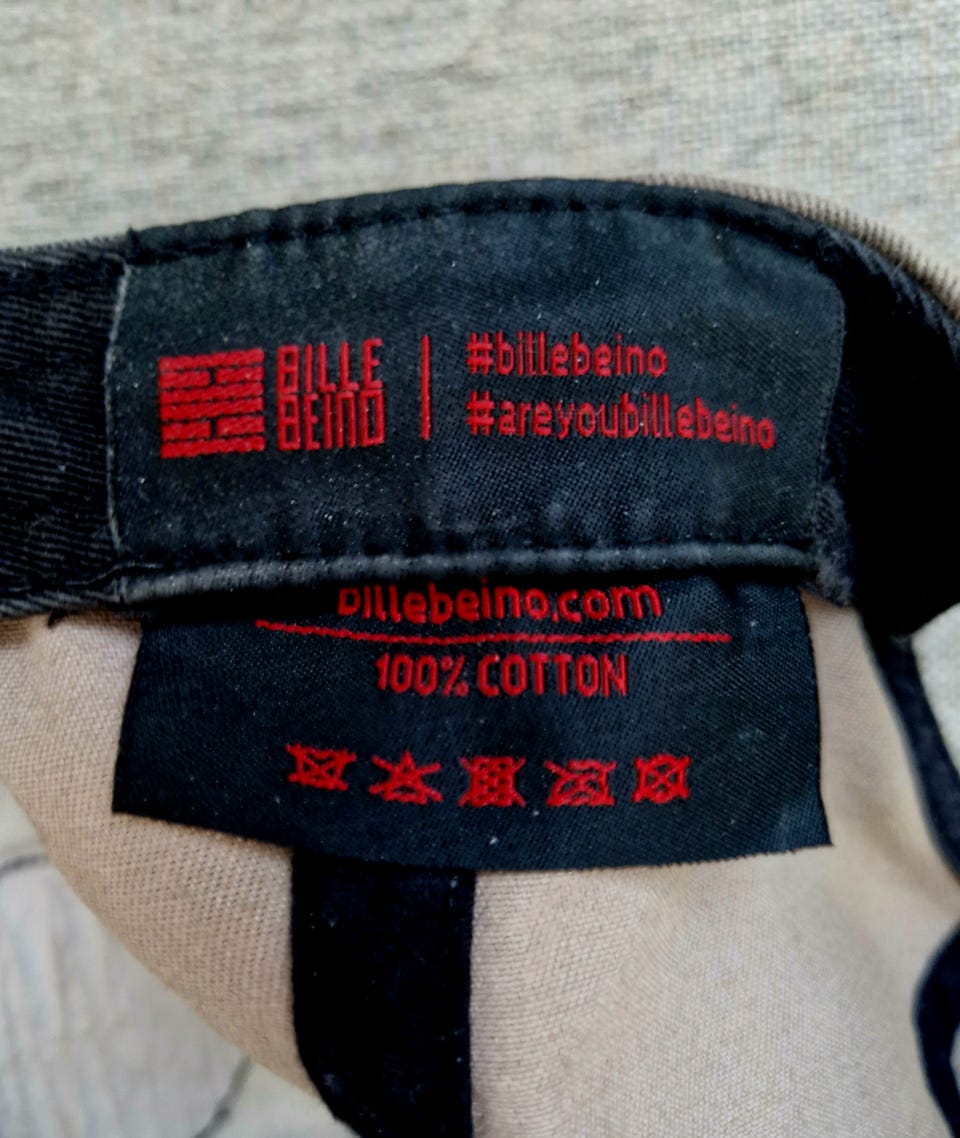 BILLE
BEINO
#billebeino
#areyoubillebeino
billebeino.com
100% COTTON